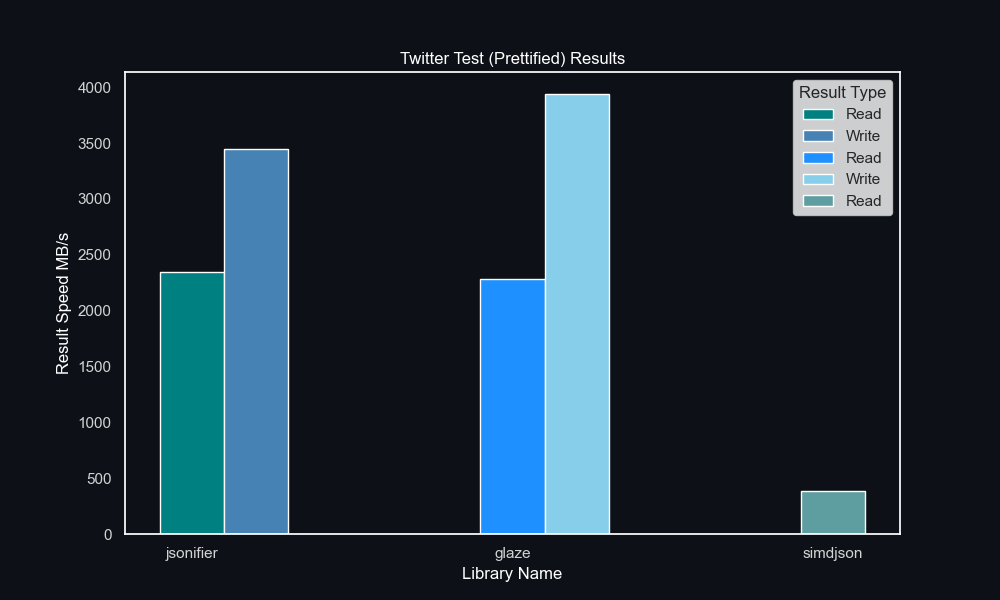 Twitter Test (Prettified) Results
Result Speed MB/s
4000
3500
3000
2500
2000
1500
1000
500
0
Result Type
Read
Write
Read
Write
Read
jsonifier
glaze
simdjson
Library Name